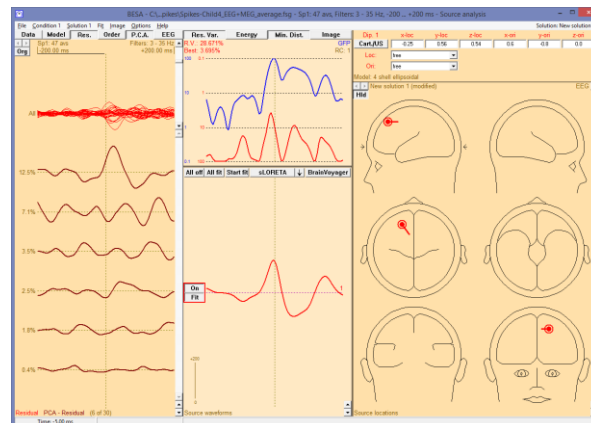 BESA - C:\...piken\Spikes-Child4_EEG+MEG_average.fsg - Sp1: 47 avs, Filters: 3 - 35 Hz, -200 ... +200 ms - Source analysis
File Condition 1 Solution 1 Fit Image Options Help Solution: New solution
Data Model Res. Order P.C.A. EEG
Sp1: 47 avs Filters: 3 - 35 Hz
-200.00 ms +200.00 ms
Org
All
12.5%
7.1%
3.5%
2.5%
1.8%
0.4%
Residual PCA - Residual (6 of 30)
Time -5.00 ms
Res. Var. Energy Min. Dist. Image
R.V.: 28.671% GFP
Best: 3.695% RC: 1
All off All fit Start fit sLORETA BrainVoyager
On
Fit
1
Source waveforms
Dip. 1 x-loc y-loc z-loc x-ori y-ori z-ori
Cart./US -0.25 0.56 0.54 0.6 -0.8 0.0
Loc: free
Ori: free
Model: 4 shell ellipsoidal
New solution 1 (modified) EEG
Hld
Source locations